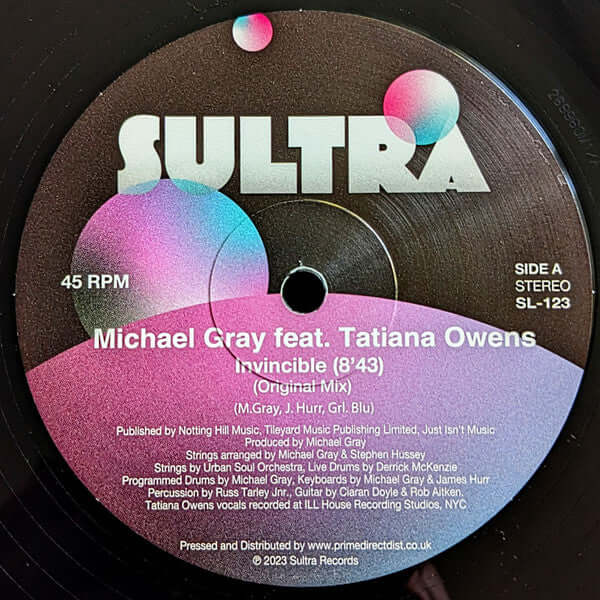 SULTRA
45 RPM
SIDE A
STEREO
SL-123
Michael Gray feat. Tatiana Owens
Invincible (8'43)
(Original Mix)
(M.Gray, J. Hurr, Grl. Blu)
Published by Notting Hill Music, Tileyard Music Publishing Limited, Just Isn't Music
Produced by Michael Gray
Strings arranged by Michael Gray & Stephen Hussey
Strings by Urban Soul Orchestra, Live Drums by Derrick McKenzie
Programmed Drums by Michael Gray, Keyboards by Michael Gray & James Hurr
Percussion by Russ Tarley Jnr., Guitar by Ciaran Doyle & Rob Aitken.
Tatiana Owens vocals recorded at ILL House Recording Studios, NYC
Pressed and Distributed by www.primedirectdist.co.uk
℗ 2023 Sultra Records